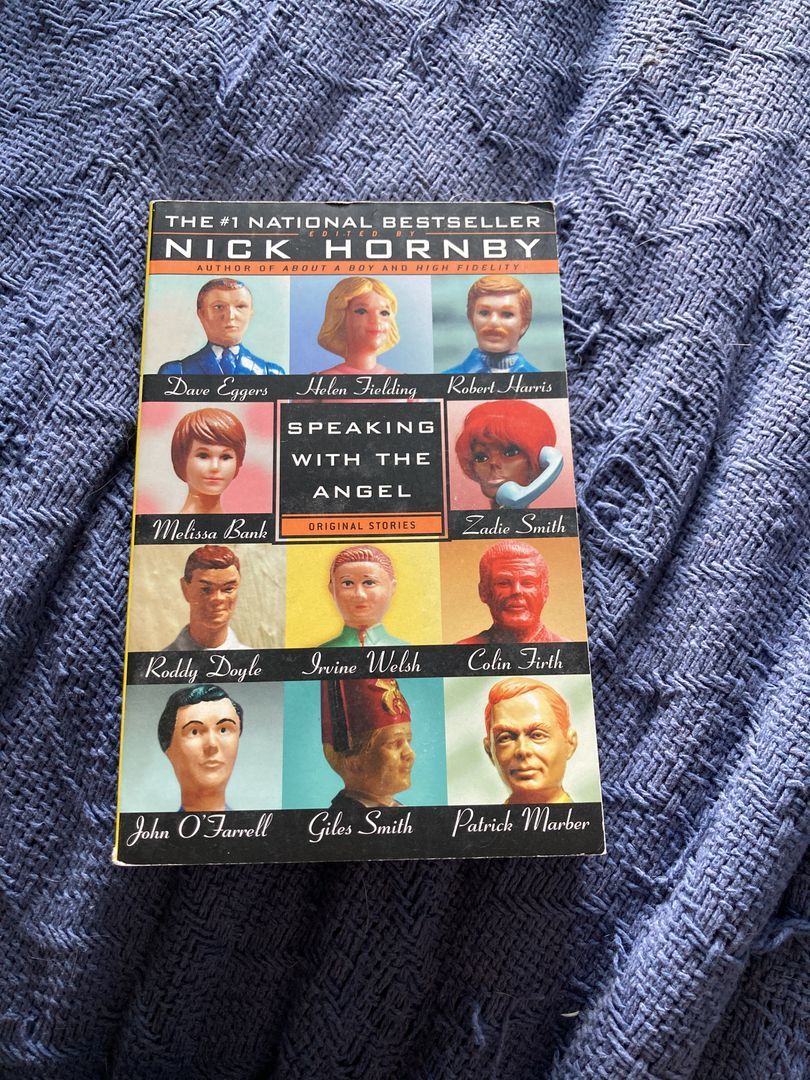 THE #1 NATIONAL BESTSELLER
EDITED BY
NICK HORNBY
AUTHOR OF ABOUT A BOY AND HIGH FIDELITY
Dave Eggers Helen Fielding Robert Harris
SPEAKING
WITH THE
ANGEL
ORIGINAL STORIES
Melissa Bank Zadie Smith
Roddy Doyle Irvine Welsh Colin Firth
John O'Farrell Giles Smith Patrick Marber